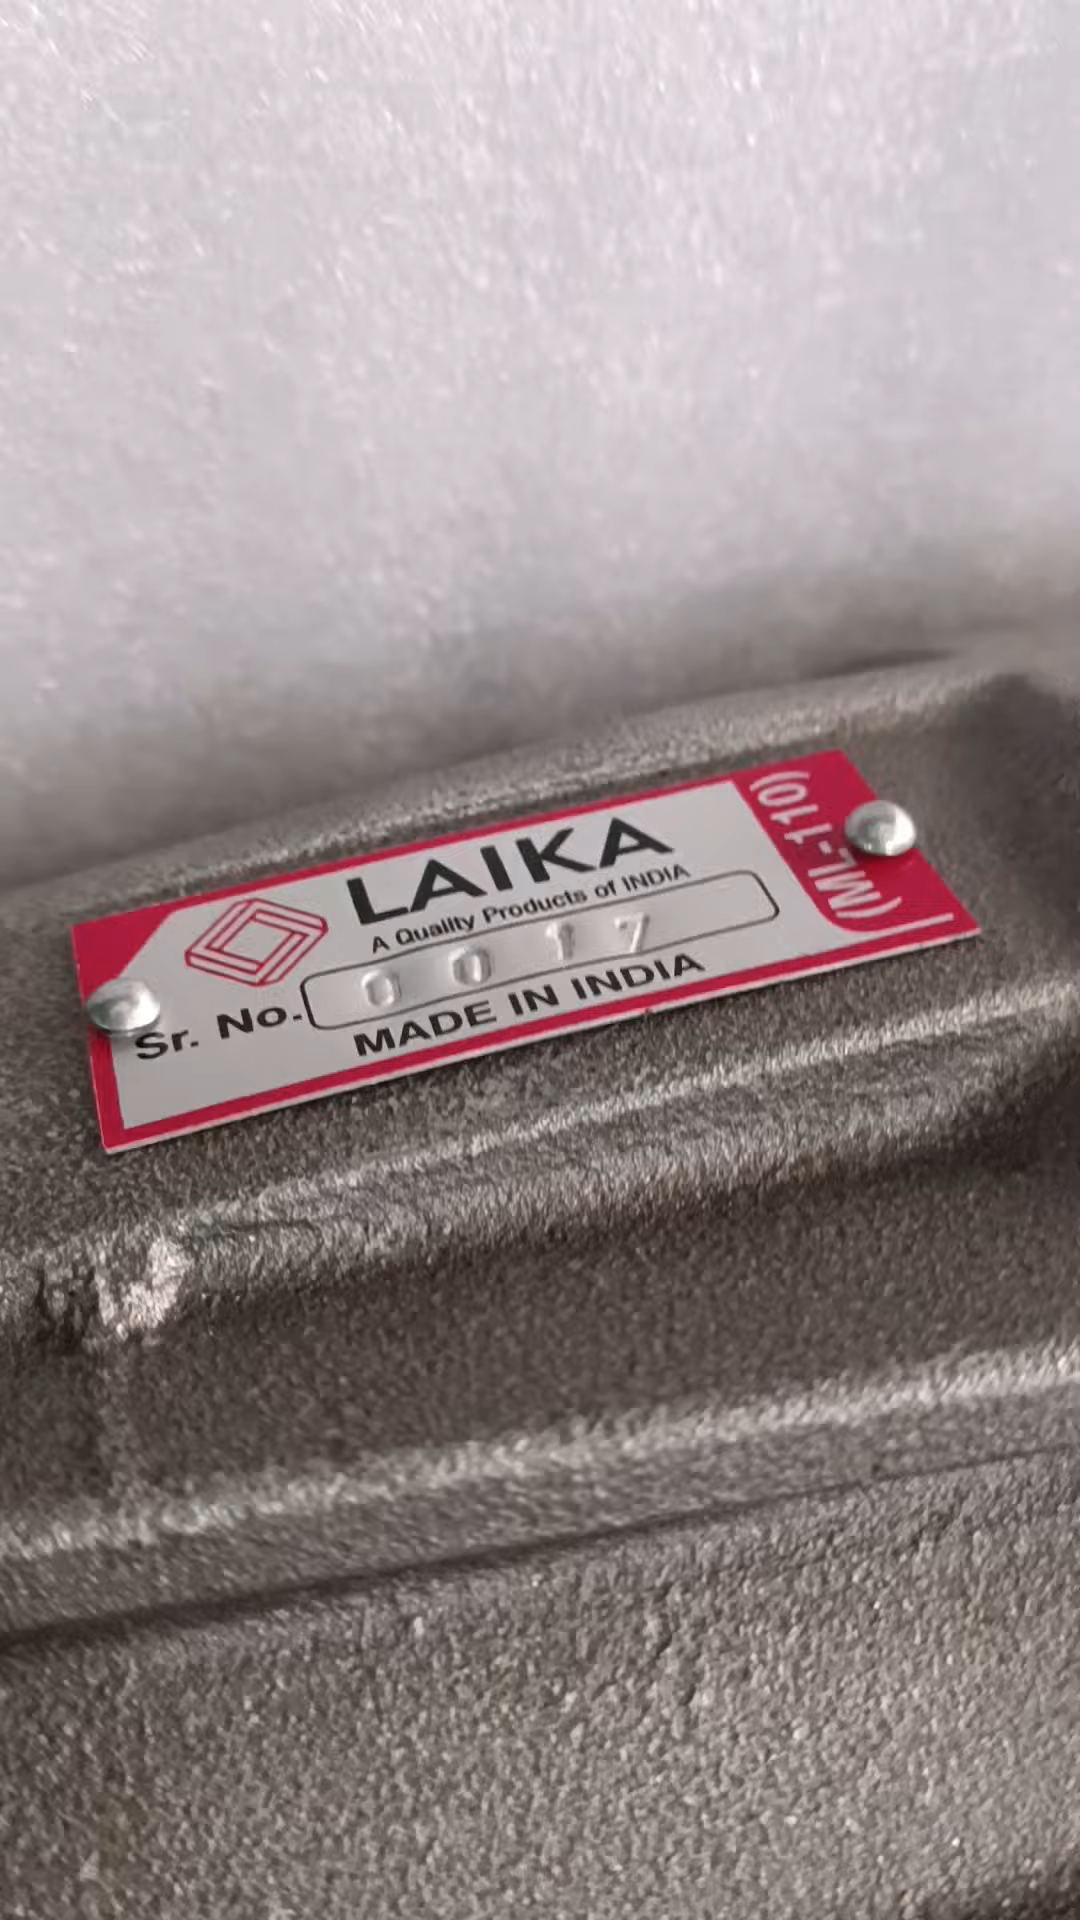 LAIKA
A Quality Products of INDIA
Sr. No. 0017
MADE IN INDIA
(ML-110)